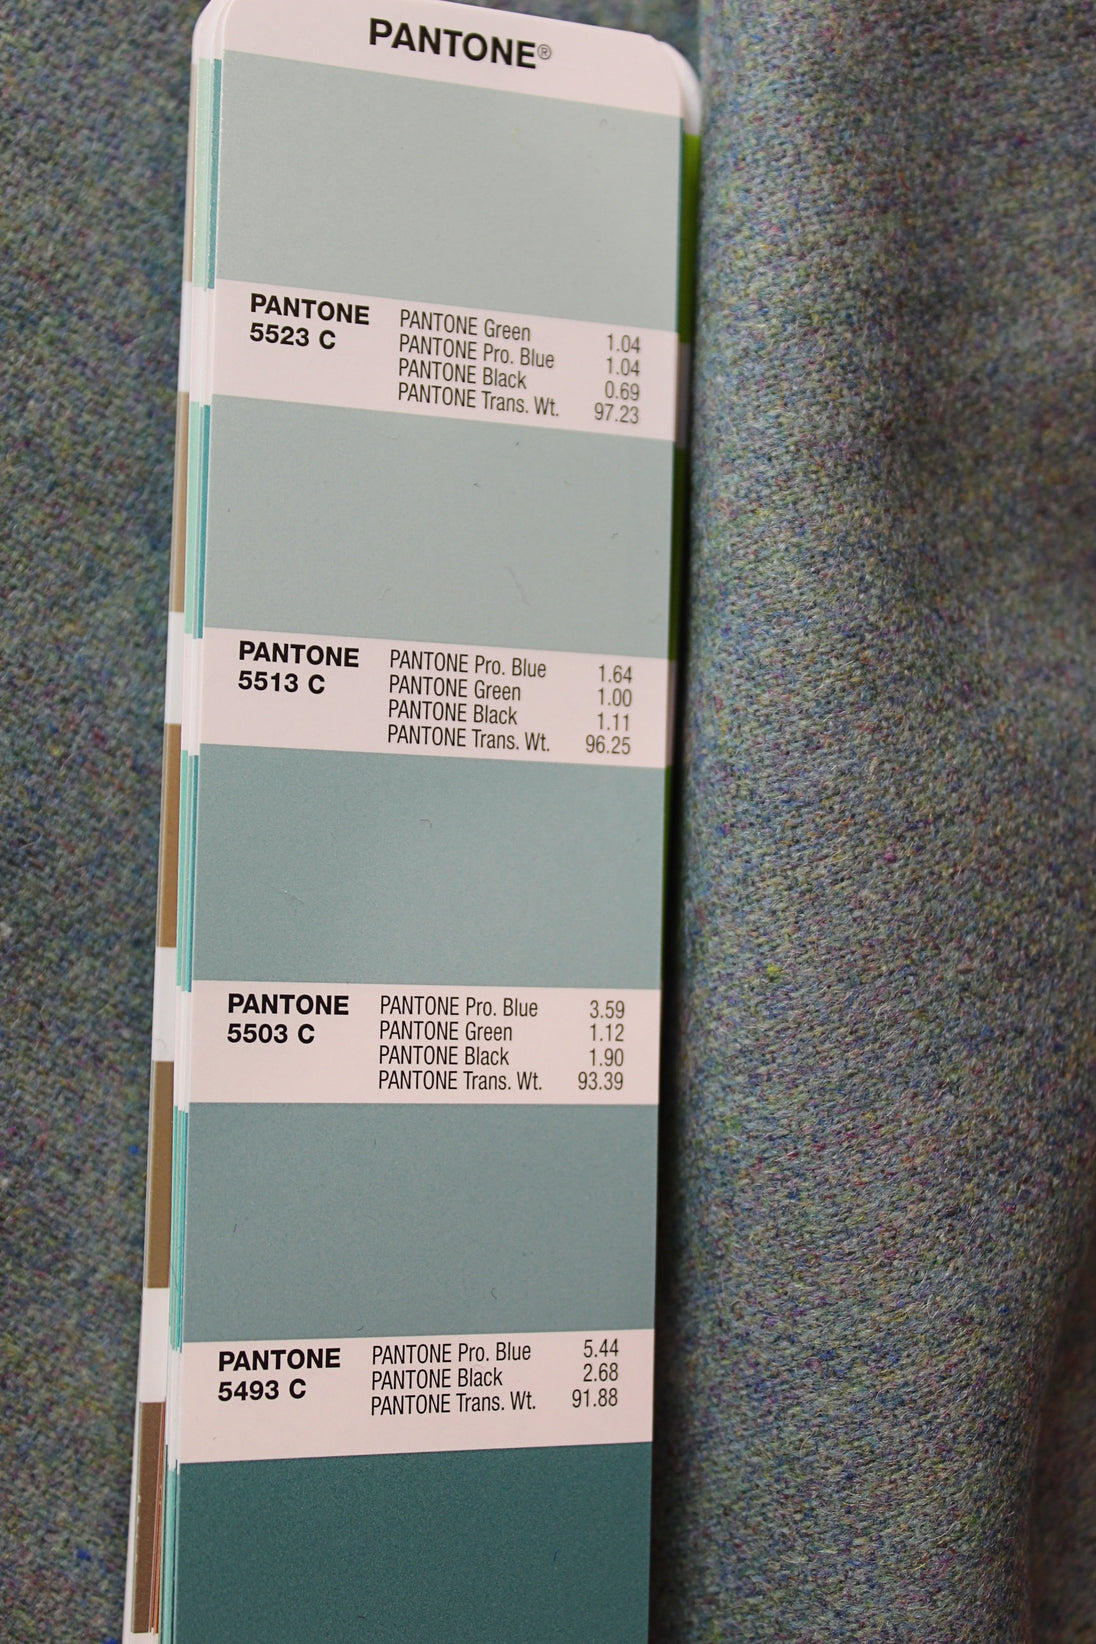 PANTONE®
PANTONE
5523 C
PANTONE Green 1.04
PANTONE Pro. Blue 1.04
PANTONE Black 0.69
PANTONE Trans. Wt. 97.23
PANTONE
5513 C
PANTONE Pro. Blue 1.64
PANTONE Green 1.00
PANTONE Black 1.11
PANTONE Trans. Wt. 96.25
PANTONE
5503 C
PANTONE Pro. Blue 3.59
PANTONE Green 1.12
PANTONE Black 1.90
PANTONE Trans. Wt. 93.39
PANTONE
5493 C
PANTONE Pro. Blue 5.44
PANTONE Black 2.68
PANTONE Trans. Wt. 91.88